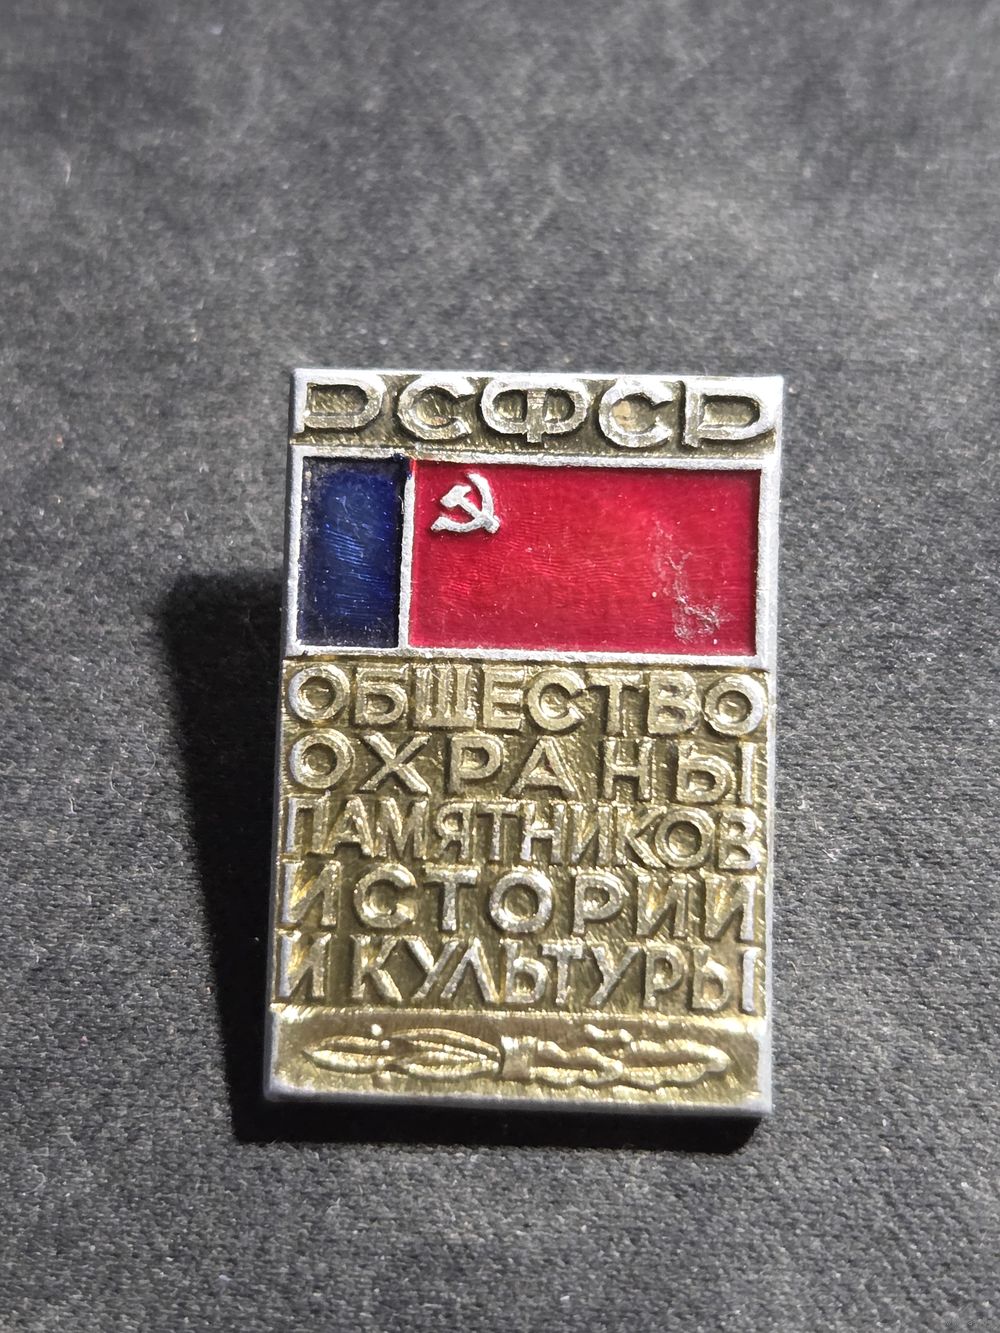 РСФСР
ОБЩЕСТВО
ОХРАНЫ
ПАМЯТНИКОВ
ИСТОРИИ
И КУЛЬТУРЫ